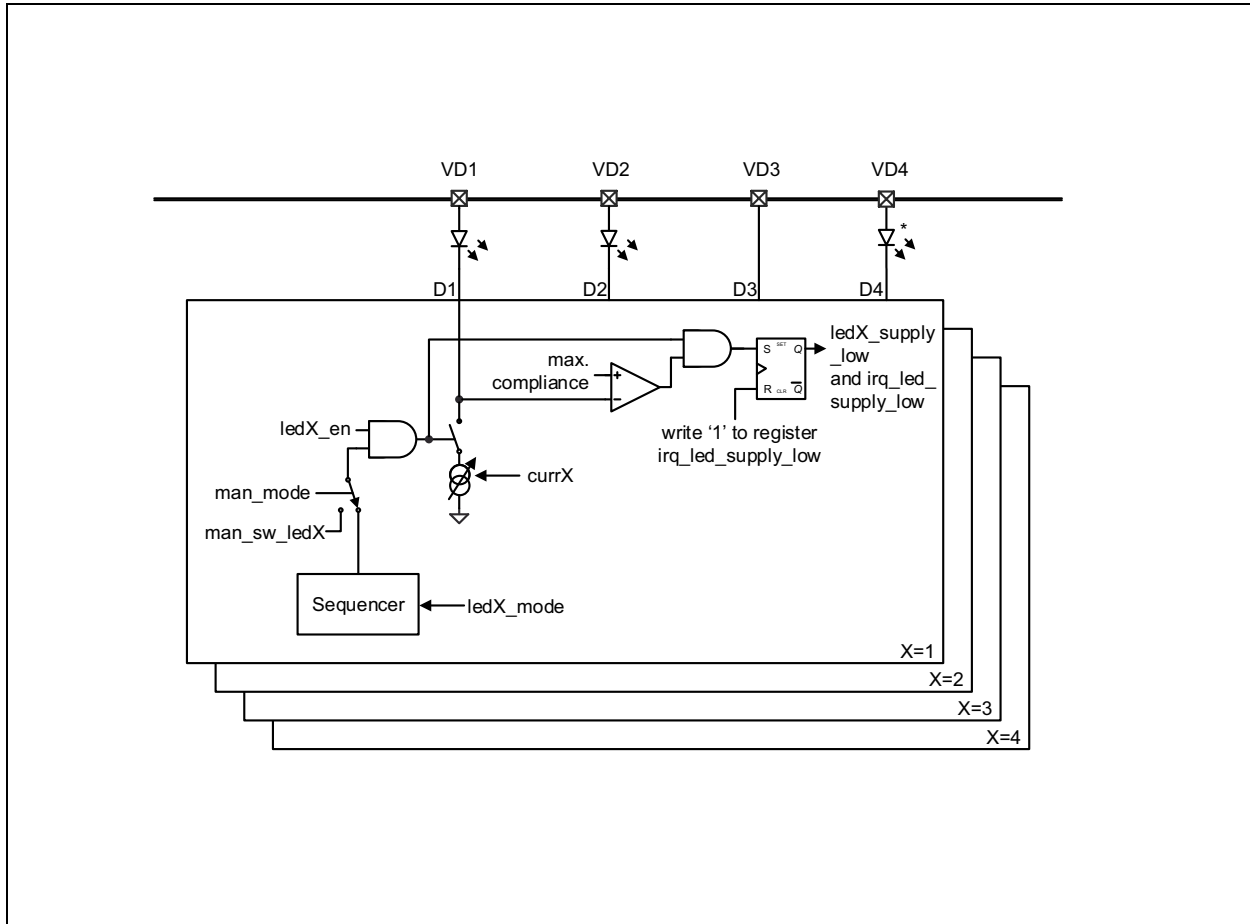 VD1 VD2 VD3 VD4
*
D1 D2 D3 D4
ledX_supply
_low
and irq_led_
supply_low
S SET Q
R CLR Q
max.
compliance
+
−
write ‘1’ to register
irq_led_supply_low
ledX_en
currX
man_mode
man_sw_ledX
Sequencer
ledX_mode
X=1
X=2
X=3
X=4